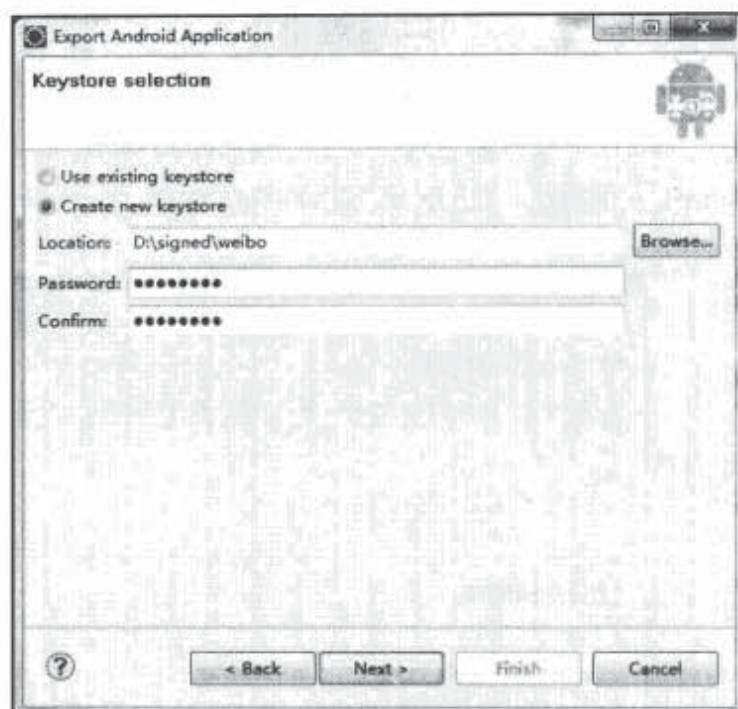 Export Android Application
Keystore selection
Use existing keystore
Create new keystore
Location: D:\signed\weibo
Browse...
Password: ●●●●●●●●
Confirm: ●●●●●●●●
?
< Back
Next >
Finish
Cancel